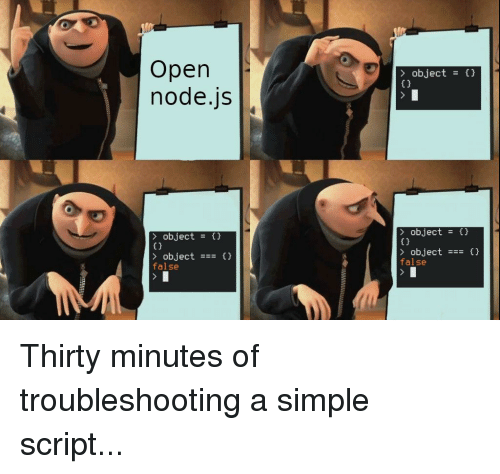 Open
node.js
> object = {}
{}
>
> object = {}
{}
> object === {}
false
>
> object = {}
{}
> object === {}
false
>
Thirty minutes of
troubleshooting a simple
script...